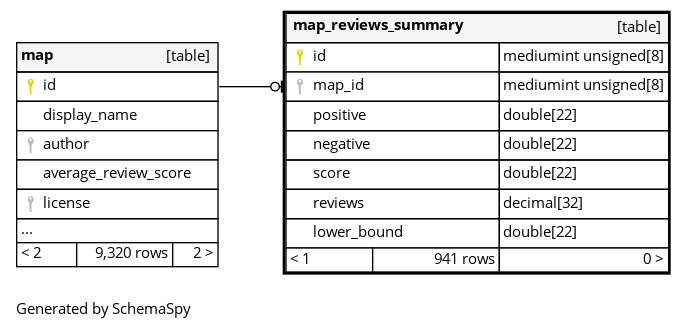 map [table]
id
display_name
author
average_review_score
license
...
< 2 9,320 rows 2 >
map_reviews_summary [table]
id mediumint unsigned[8]
map_id mediumint unsigned[8]
positive double[22]
negative double[22]
score double[22]
reviews decimal[32]
lower_bound double[22]
< 1 941 rows 0 >
Generated by SchemaSpy